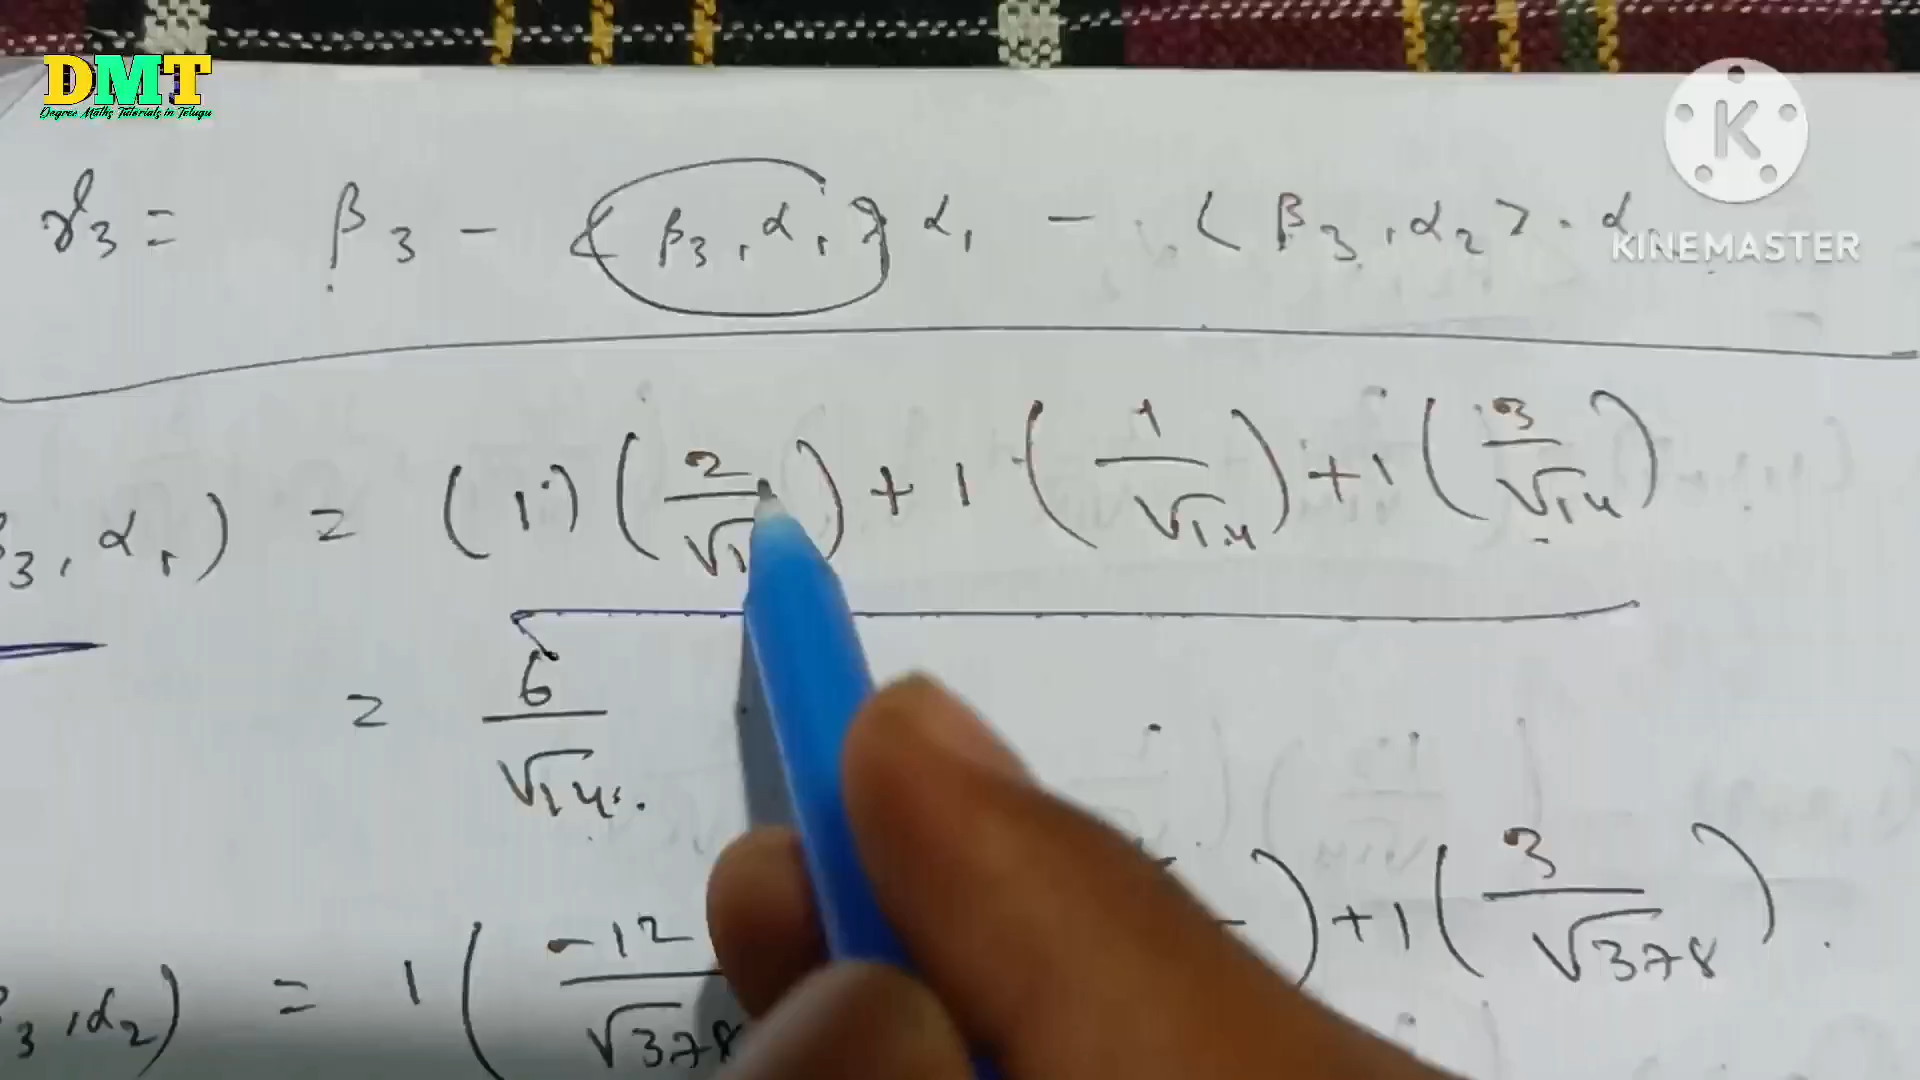 DMT
Degree Maths Tutorials in Telugu
K
KINEMASTER
γ3 = β3 - <β3, α1> α1 - <β3, α2> . α
β3, α1) = (1) (2/√1 ) + 1 (1/√14) + 1 (3/√14)
= 6/√14.
3, α2) = 1 (-12/√378 ) + 1 (3/√378).